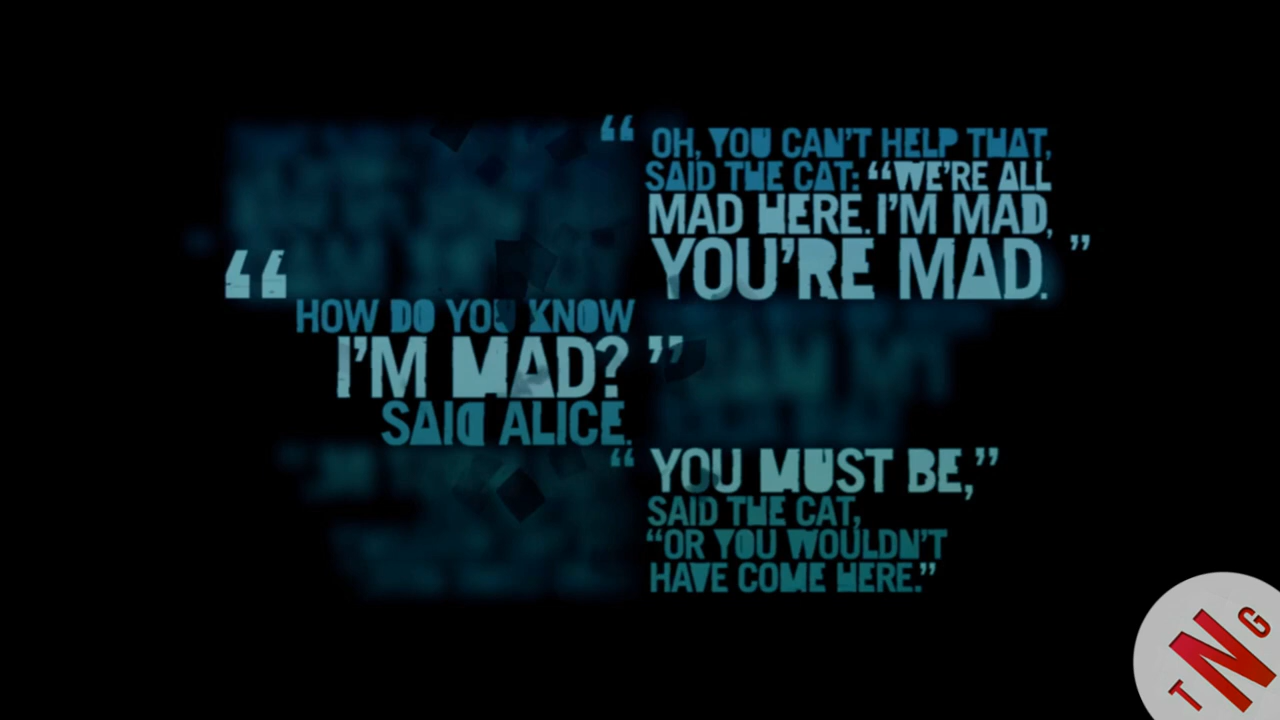 “ OH, YOU CAN'T HELP THAT,
SAID THE CAT: “WE'RE ALL
MAD HERE. I'M MAD,
YOU'RE MAD. ”
“ HOW DO YOU KNOW
I'M MAD? ”
SAID ALICE.
“ YOU MUST BE,”
SAID THE CAT,
“OR YOU WOULDN'T
HAVE COME HERE.”
TNG